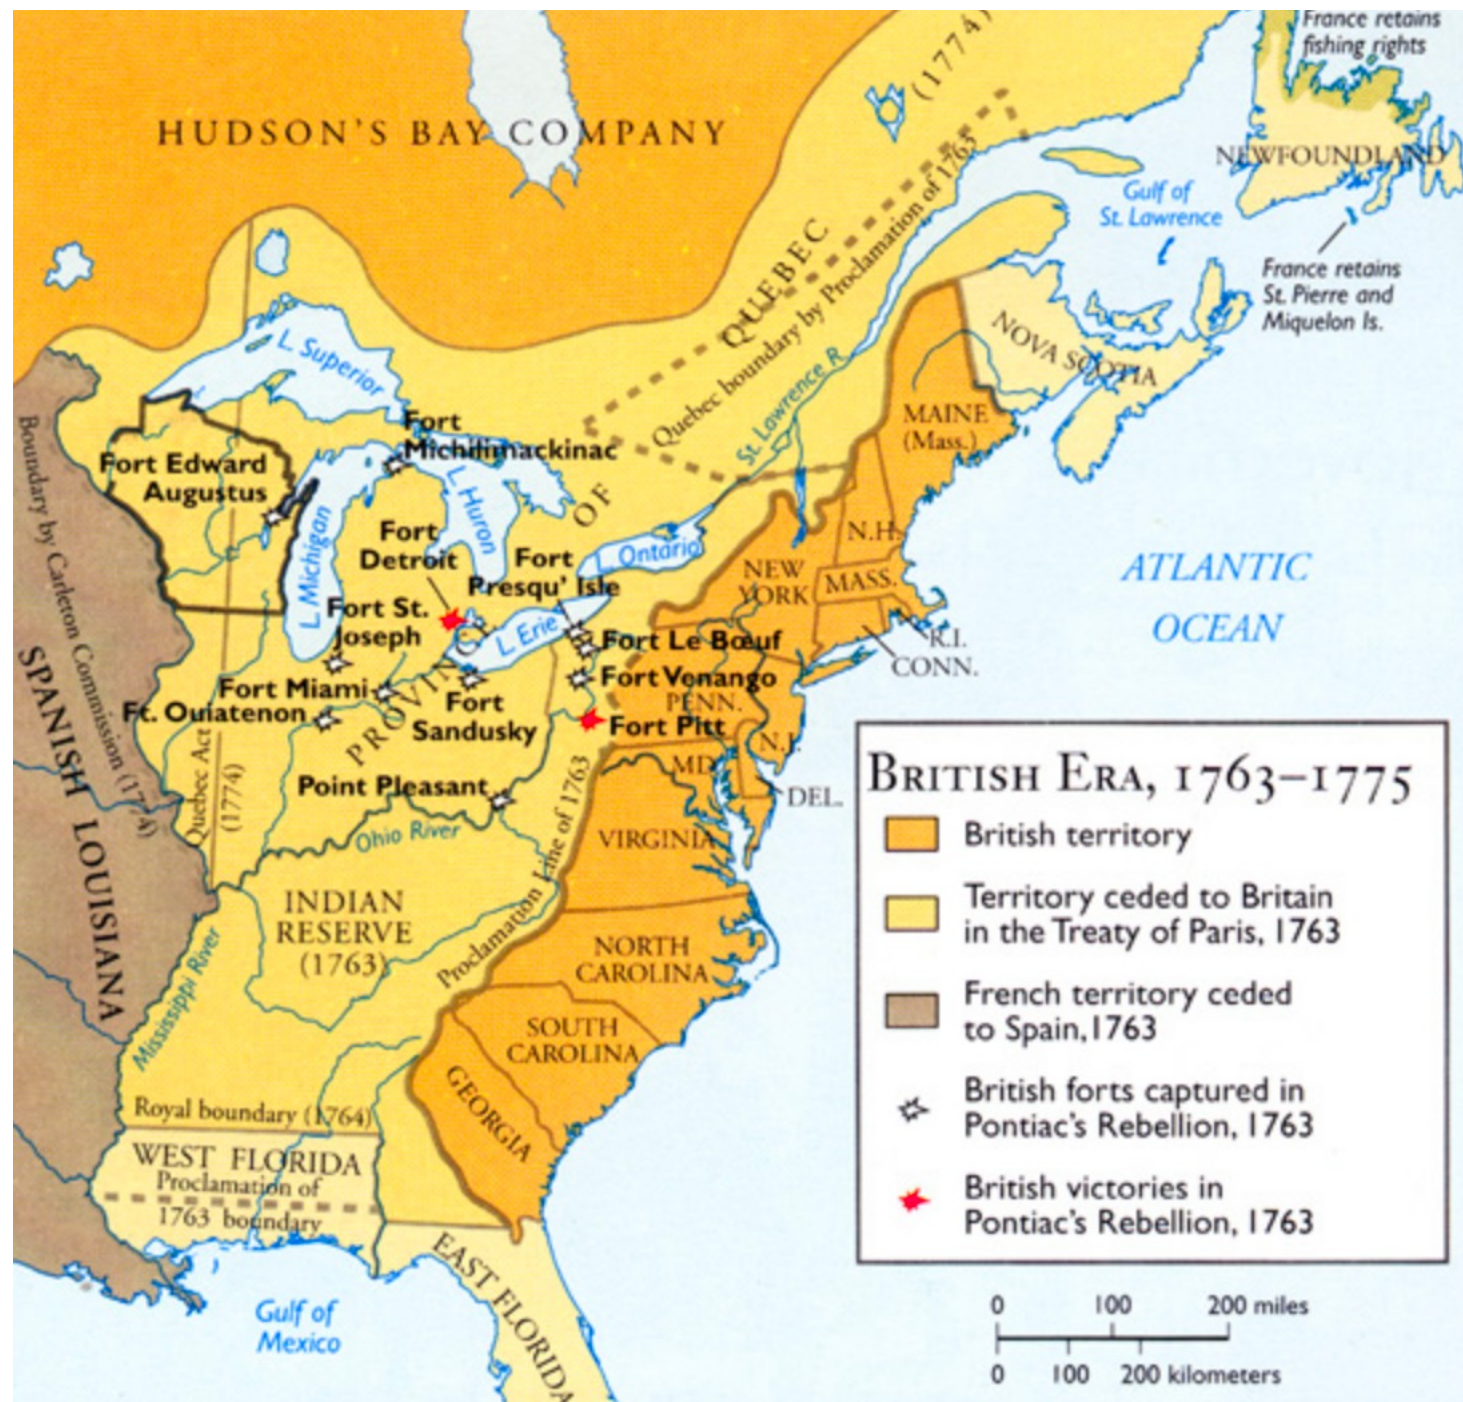 France retains
fishing rights
(1774)
HUDSON'S BAY COMPANY
NEWFOUNDLAND
Gulf of
St. Lawrence
France retains
St. Pierre and
Miquelon Is.
QUEBEC
Quebec boundary by Proclamation of 1763
NOVA SCOTIA
L. Superior
St. Lawrence R.
MAINE
(Mass.)
Fort
Michilimackinac
Fort Edward
Augustus
L. Huron
OF
Boundary by Carleton Commission (1774)
L. Michigan
Fort
Detroit
Fort
Presqu' Isle
L. Ontario
N.H.
NEW
YORK
MASS.
ATLANTIC
OCEAN
Fort St.
Joseph
L. Erie
Fort Le Bœuf
R.I.
CONN.
PROVINCE
Fort Miami
Fort Venango
PENN.
Ft. Ouiatenon
Fort
Sandusky
Fort Pitt
N.J.
MD.
DEL.
SPANISH LOUISIANA
Quebec Act
(1774)
Point Pleasant
Ohio River
VIRGINIA
Proclamation Line of 1763
INDIAN
RESERVE
(1763)
NORTH
CAROLINA
Mississippi River
SOUTH
CAROLINA
GEORGIA
Royal boundary (1764)
WEST FLORIDA
Proclamation of
1763 boundary
EAST FLORIDA
Gulf of
Mexico
BRITISH ERA, 1763–1775
British territory
Territory ceded to Britain
in the Treaty of Paris, 1763
French territory ceded
to Spain, 1763
British forts captured in
Pontiac's Rebellion, 1763
British victories in
Pontiac's Rebellion, 1763
0 100 200 miles
0 100 200 kilometers